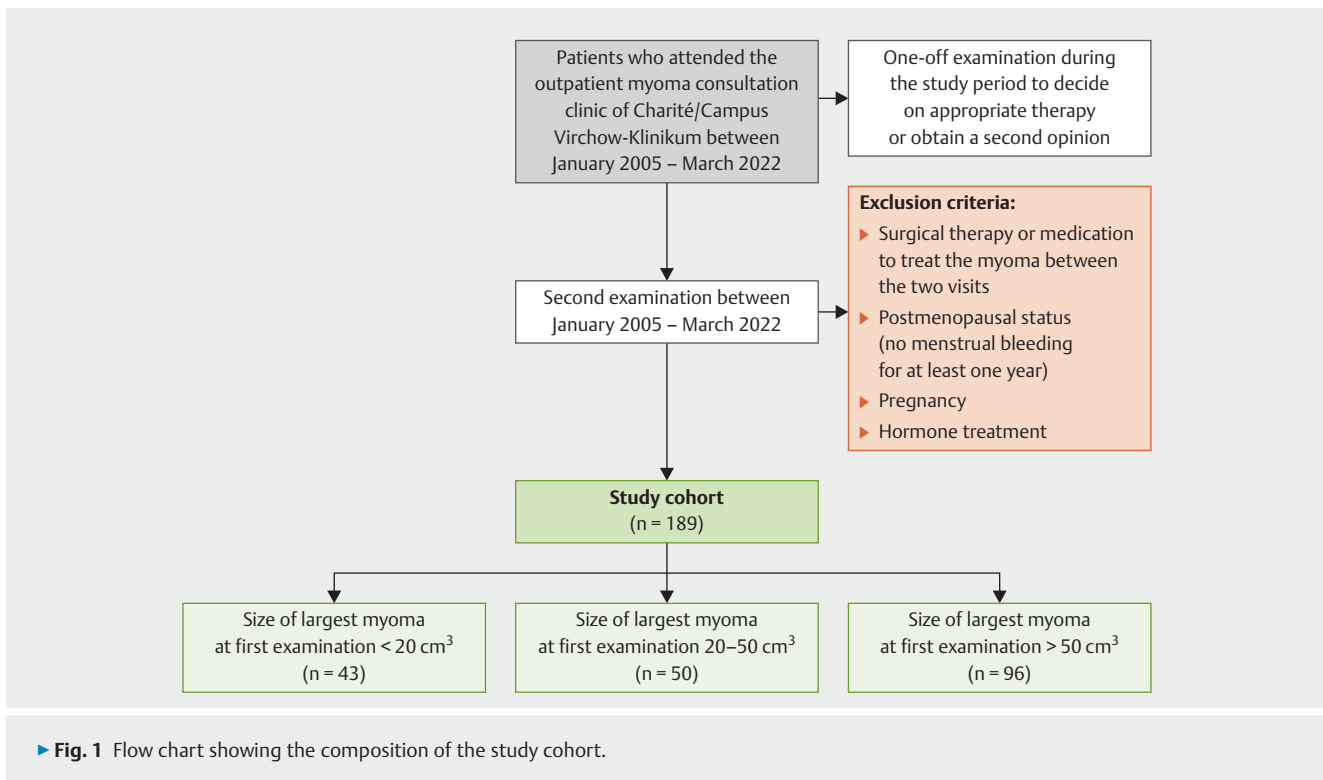 Patients who attended the
outpatient myoma consultation
clinic of Charité/Campus
Virchow-Klinikum between
January 2005 – March 2022
One-off examination during
the study period to decide
on appropriate therapy
or obtain a second opinion
Second examination between
January 2005 – March 2022
Exclusion criteria:
▶ Surgical therapy or medication
to treat the myoma between
the two visits
▶ Postmenopausal status
(no menstrual bleeding
for at least one year)
▶ Pregnancy
▶ Hormone treatment
Study cohort
(n = 189)
Size of largest myoma
at first examination < 20 cm³
(n = 43)
Size of largest myoma
at first examination 20–50 cm³
(n = 50)
Size of largest myoma
at first examination > 50 cm³
(n = 96)
▶ Fig. 1 Flow chart showing the composition of the study cohort.